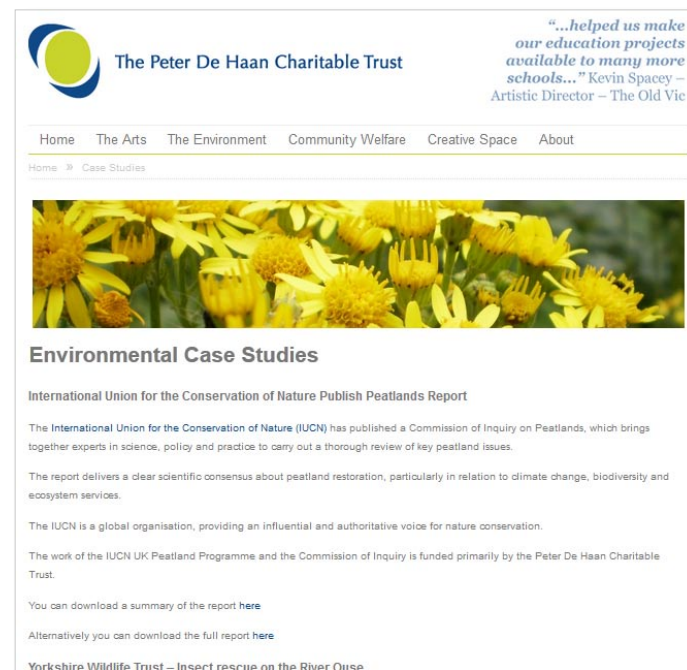 The Peter De Haan Charitable Trust
“...helped us make
our education projects
available to many more
schools...” Kevin Spacey –
Artistic Director – The Old Vic
Home The Arts The Environment Community Welfare Creative Space About
Home » Case Studies
Environmental Case Studies
International Union for the Conservation of Nature Publish Peatlands Report
The International Union for the Conservation of Nature (IUCN) has published a Commission of Inquiry on Peatlands, which brings
together experts in science, policy and practice to carry out a thorough review of key peatland issues.
The report delivers a clear scientific consensus about peatland restoration, particularly in relation to climate change, biodiversity and
ecosystem services.
The IUCN is a global organisation, providing an influential and authoritative voice for nature conservation.
The work of the IUCN UK Peatland Programme and the Commission of Inquiry is funded primarily by the Peter De Haan Charitable
Trust.
You can download a summary of the report here
Alternatively you can download the full report here
Yorkshire Wildlife Trust – Insect rescue on the River Ouse